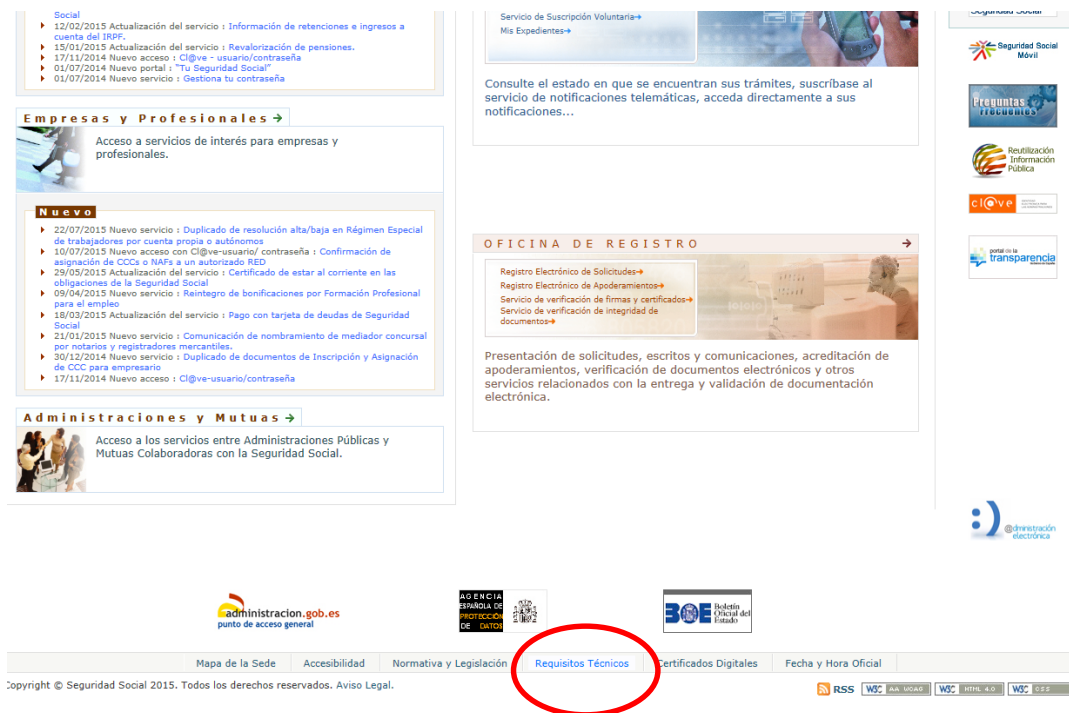 Social
12/02/2015 Actualización del servicio : Información de retenciones e ingresos a
cuenta del IRPF.
15/01/2015 Actualización del servicio : Revalorización de pensiones.
17/11/2014 Nuevo acceso : Cl@ve - usuario/contraseña
01/07/2014 Nuevo portal : "Tu Seguridad Social"
01/07/2014 Nuevo servicio : Gestiona tu contraseña
Empresas y Profesionales
Acceso a servicios de interés para empresas y
profesionales.
Nuevo
22/07/2015 Nuevo servicio : Duplicado de resolución alta/baja en Régimen Especial
de trabajadores por cuenta propia o autónomos
10/07/2015 Nuevo acceso con Cl@ve-usuario/ contraseña : Confirmación de
asignación de CCCs o NAFs a un autorizado RED
29/05/2015 Actualización del servicio : Certificado de estar al corriente en las
obligaciones de la Seguridad Social
09/04/2015 Nuevo servicio : Reintegro de bonificaciones por Formación Profesional
para el empleo
18/03/2015 Actualización del servicio : Pago con tarjeta de deudas de Seguridad
Social
21/01/2015 Nuevo servicio : Comunicación de nombramiento de mediador concursal
por notarios y registradores mercantiles.
30/12/2014 Nuevo servicio : Duplicado de documentos de Inscripción y Asignación
de CCC para empresario
17/11/2014 Nuevo acceso : Cl@ve-usuario/contraseña
Administraciones y Mutuas
Acceso a los servicios entre Administraciones Públicas y
Mutuas Colaboradoras con la Seguridad Social.
Servicio de Suscripción Voluntaria
Mis Expedientes
Consulte el estado en que se encuentran sus trámites, suscríbase al
servicio de notificaciones telemáticas, acceda directamente a sus
notificaciones...
OFICINA DE REGISTRO
Registro Electrónico de Solicitudes
Registro Electrónico de Apoderamientos
Servicio de verificación de firmas y certificados
Servicio de verificación de integridad de
documentos
Presentación de solicitudes, escritos y comunicaciones, acreditación de
apoderamientos, verificación de documentos electrónicos y otros
servicios relacionados con la entrega y validación de documentación
electrónica.
Seguridad Social
Seguridad Social
Móvil
Preguntas
Frecuentes
Reutilización
Información
Pública
cl@ve
portal de la
transparencia
@dministración
electrónica
administracion.gob.es
punto de acceso general
AGENCIA
ESPAÑOLA DE
PROTECCIÓN
DE DATOS
BOE
Boletín
Oficial del
Estado
Mapa de la Sede Accesibilidad Normativa y Legislación Requisitos Técnicos Certificados Digitales Fecha y Hora Oficial
Copyright © Seguridad Social 2015. Todos los derechos reservados. Aviso Legal.
RSS W3C AA WCAG W3C HTML 4.0 W3C CSS